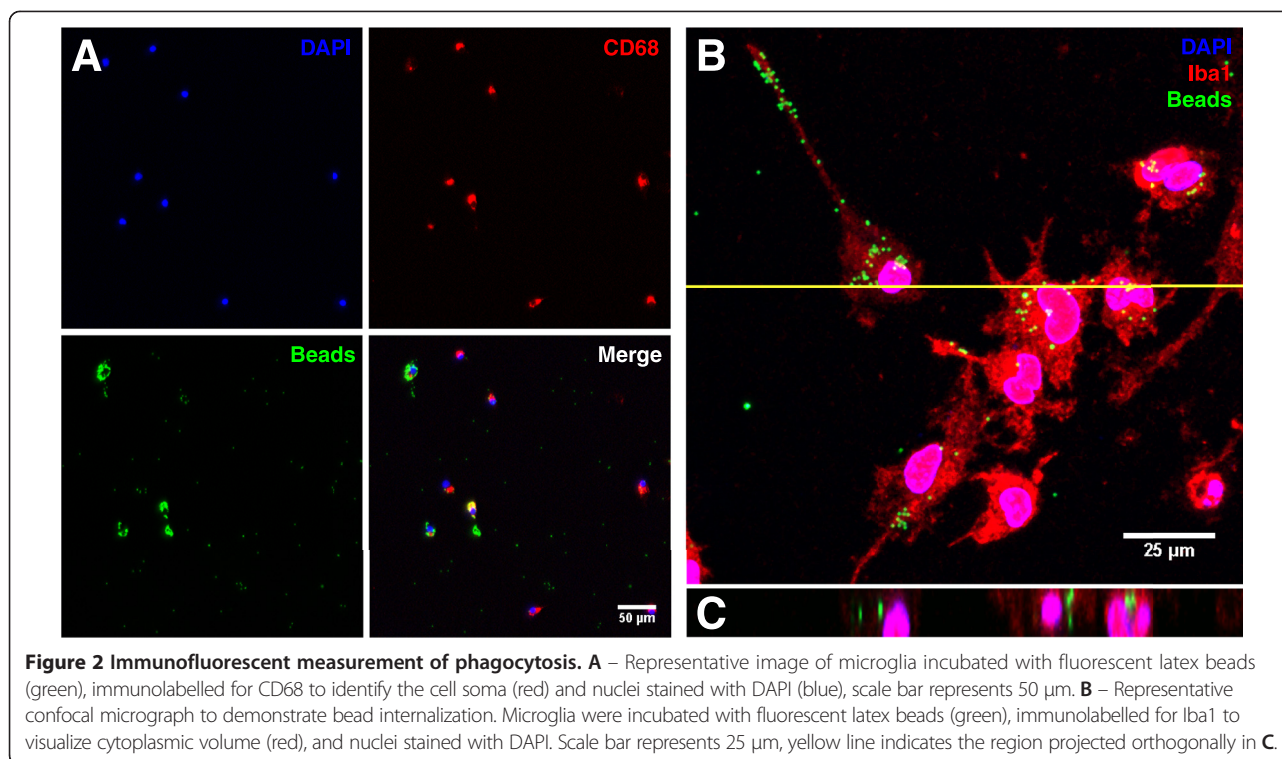 A
DAPI
CD68
Beads
Merge
50 µm
B
DAPI
Iba1
Beads
25 µm
C
Figure 2 Immunofluorescent measurement of phagocytosis. A – Representative image of microglia incubated with fluorescent latex beads
(green), immunolabelled for CD68 to identify the cell soma (red) and nuclei stained with DAPI (blue), scale bar represents 50 µm. B – Representative
confocal micrograph to demonstrate bead internalization. Microglia were incubated with fluorescent latex beads (green), immunolabelled for Iba1 to
visualize cytoplasmic volume (red), and nuclei stained with DAPI. Scale bar represents 25 µm, yellow line indicates the region projected orthogonally in C.